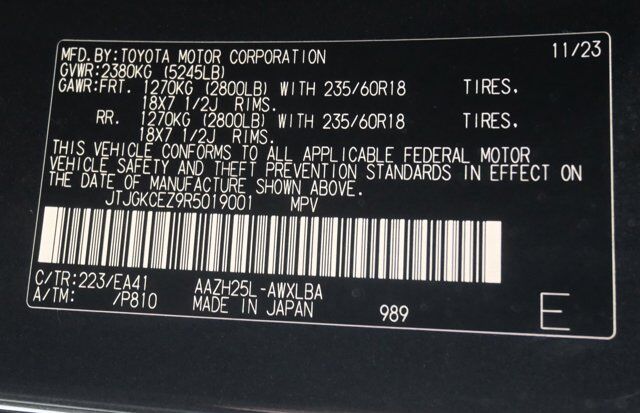 MFD.BY:TOYOTA MOTOR CORPORATION 11/23
GVWR:2380KG (5245LB)
GAWR:FRT. 1270KG (2800LB) WITH 235/60R18 TIRES.
18X7 1/2J RIMS.
RR. 1270KG (2800LB) WITH 235/60R18 TIRES.
18X7 1/2J RIMS.
THIS VEHICLE CONFORMS TO ALL APPLICABLE FEDERAL MOTOR
VEHICLE SAFETY AND THEFT PREVENTION STANDARDS IN EFFECT ON
THE DATE OF MANUFACTURE SHOWN ABOVE.
JTJGKCEZ9R5019001 MPV
C/TR:223/EA41 AAZH25L-AWXLBA
A/TM: /P810 MADE IN JAPAN 989 E